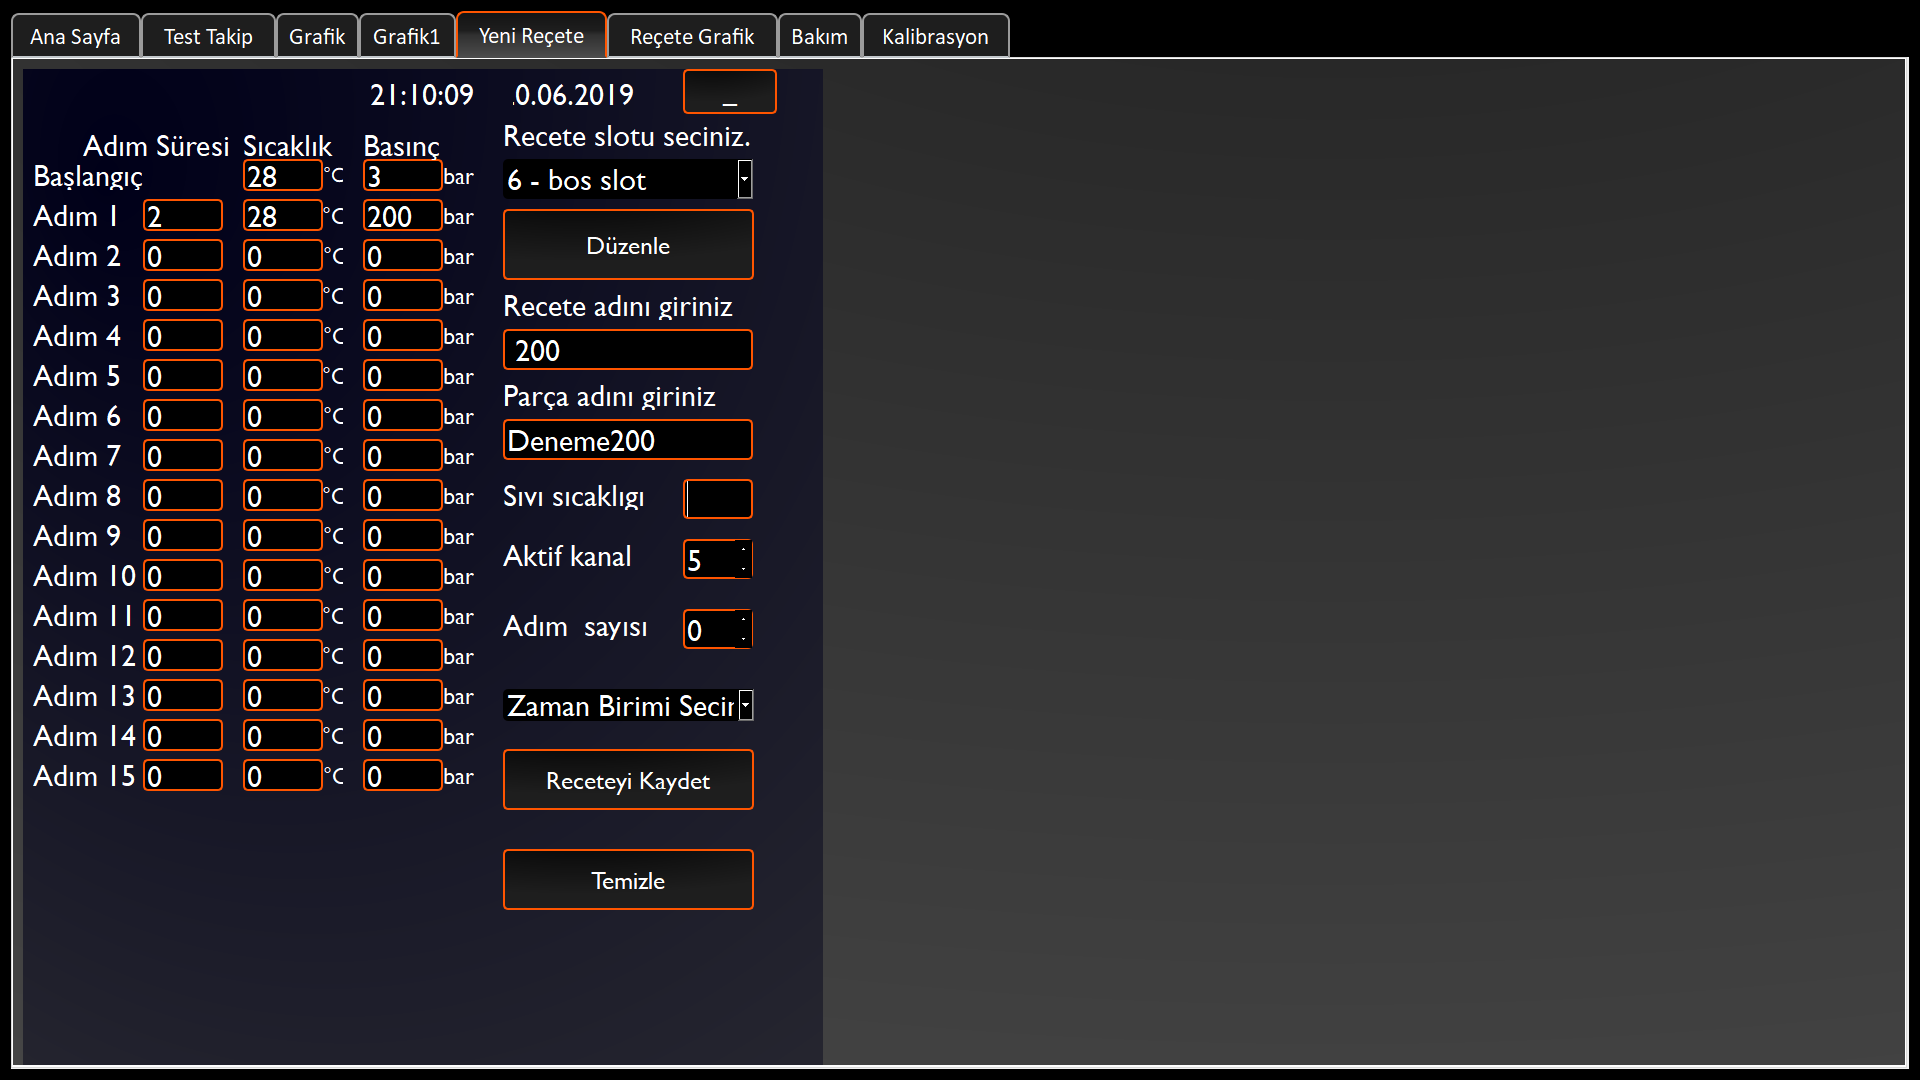 Ana Sayfa Test Takip Grafik Grafik1 Yeni Reçete Reçete Grafik Bakım Kalibrasyon
21:10:09 .0.06.2019 _
Adım Süresi Sıcaklık Basınç
Başlangıç 28 °C 3 bar
Adım 1 2 28 °C 200 bar
Adım 2 0 0 °C 0 bar
Adım 3 0 0 °C 0 bar
Adım 4 0 0 °C 0 bar
Adım 5 0 0 °C 0 bar
Adım 6 0 0 °C 0 bar
Adım 7 0 0 °C 0 bar
Adım 8 0 0 °C 0 bar
Adım 9 0 0 °C 0 bar
Adım 10 0 0 °C 0 bar
Adım 11 0 0 °C 0 bar
Adım 12 0 0 °C 0 bar
Adım 13 0 0 °C 0 bar
Adım 14 0 0 °C 0 bar
Adım 15 0 0 °C 0 bar
Recete slotu seciniz.
6 - bos slot
Düzenle
Recete adını giriniz
200
Parça adını giriniz
Deneme200
Sıvı sıcaklıgı
Aktif kanal 5
Adım sayısı 0
Zaman Birimi Secin
Receteyi Kaydet
Temizle